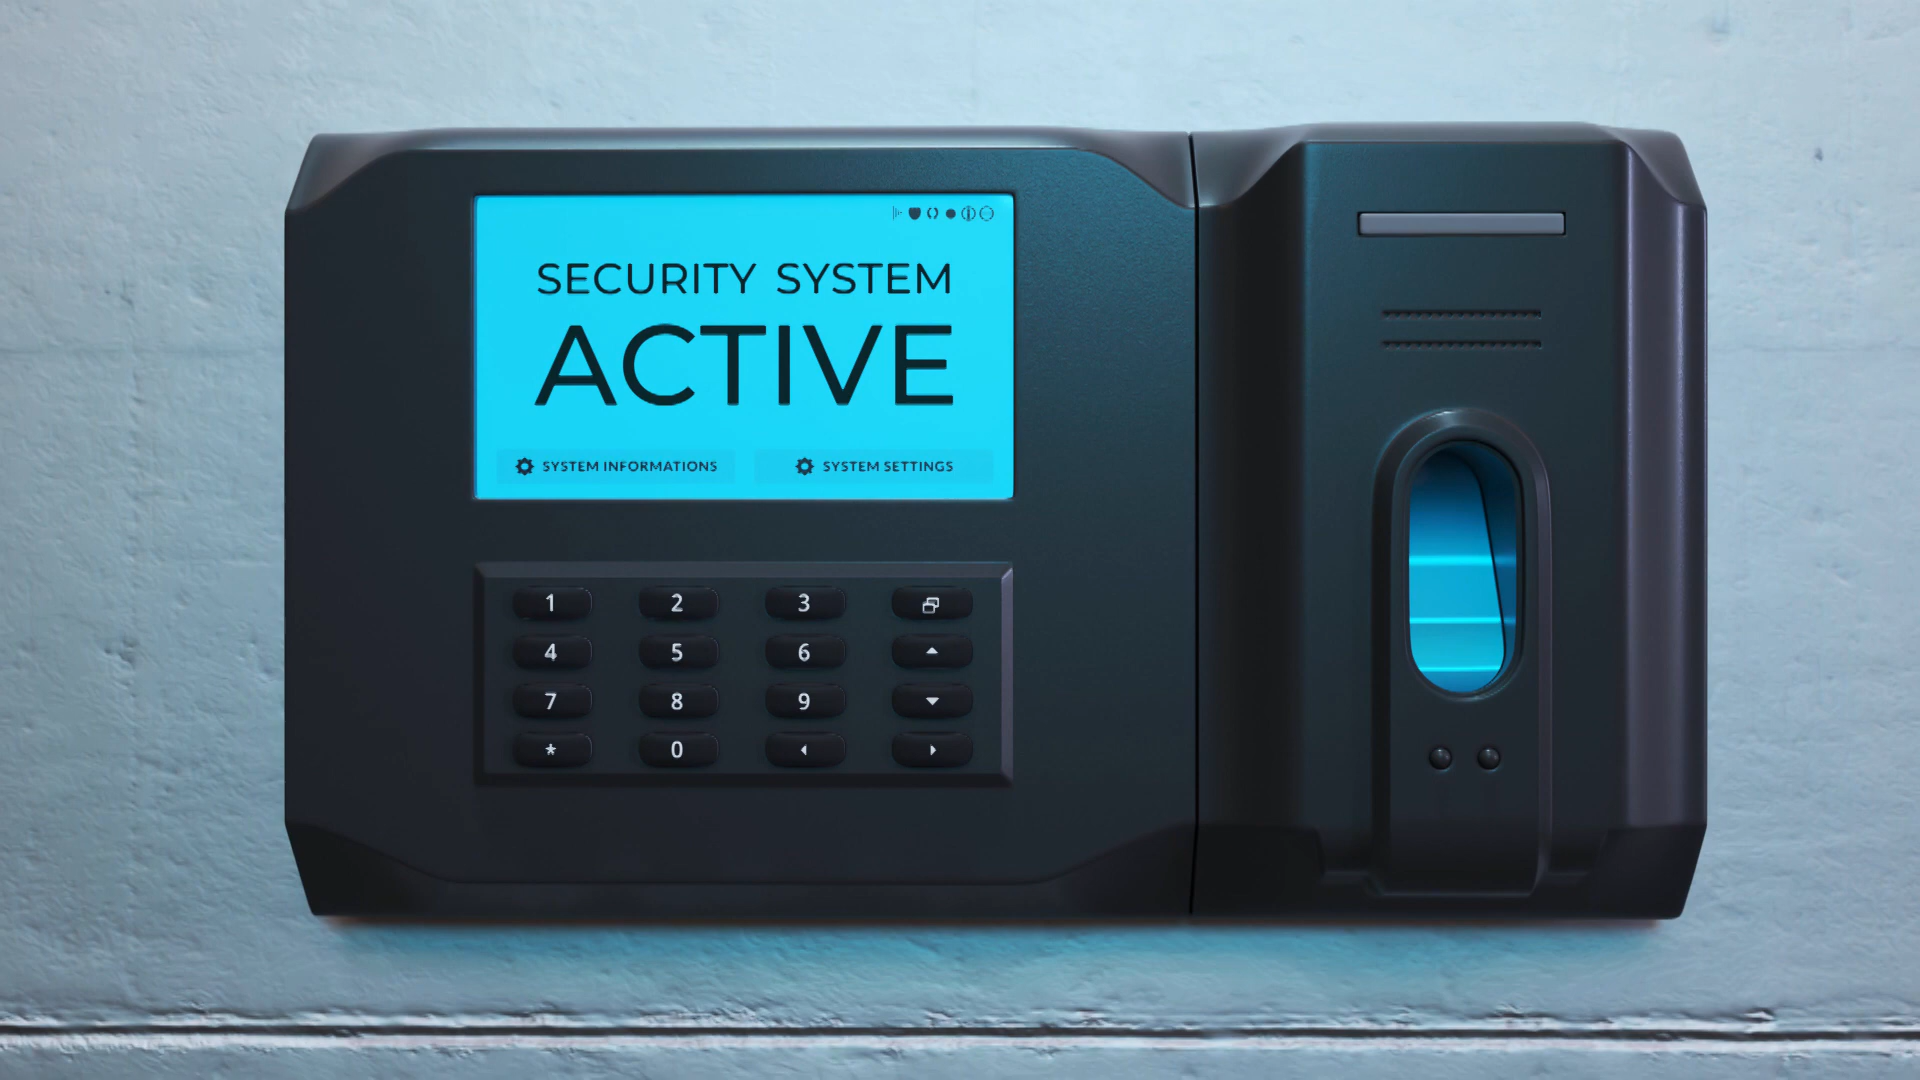 SECURITY SYSTEM
ACTIVE
SYSTEM INFORMATIONS SYSTEM SETTINGS
1 2 3
4 5 6
7 8 9
* 0